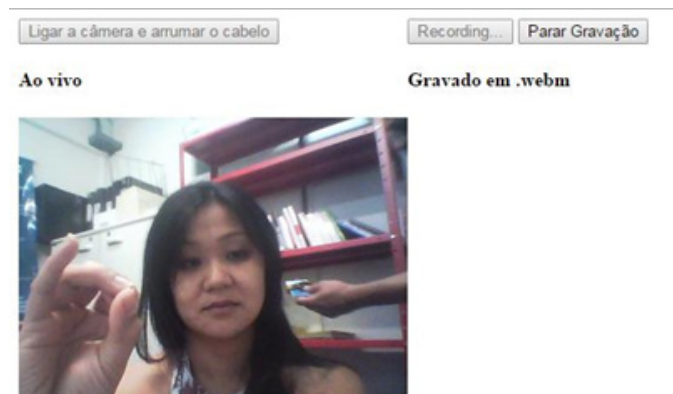 Ligar a câmera e arrumar o cabelo
Recording... Parar Gravação
Ao vivo
Gravado em .webm